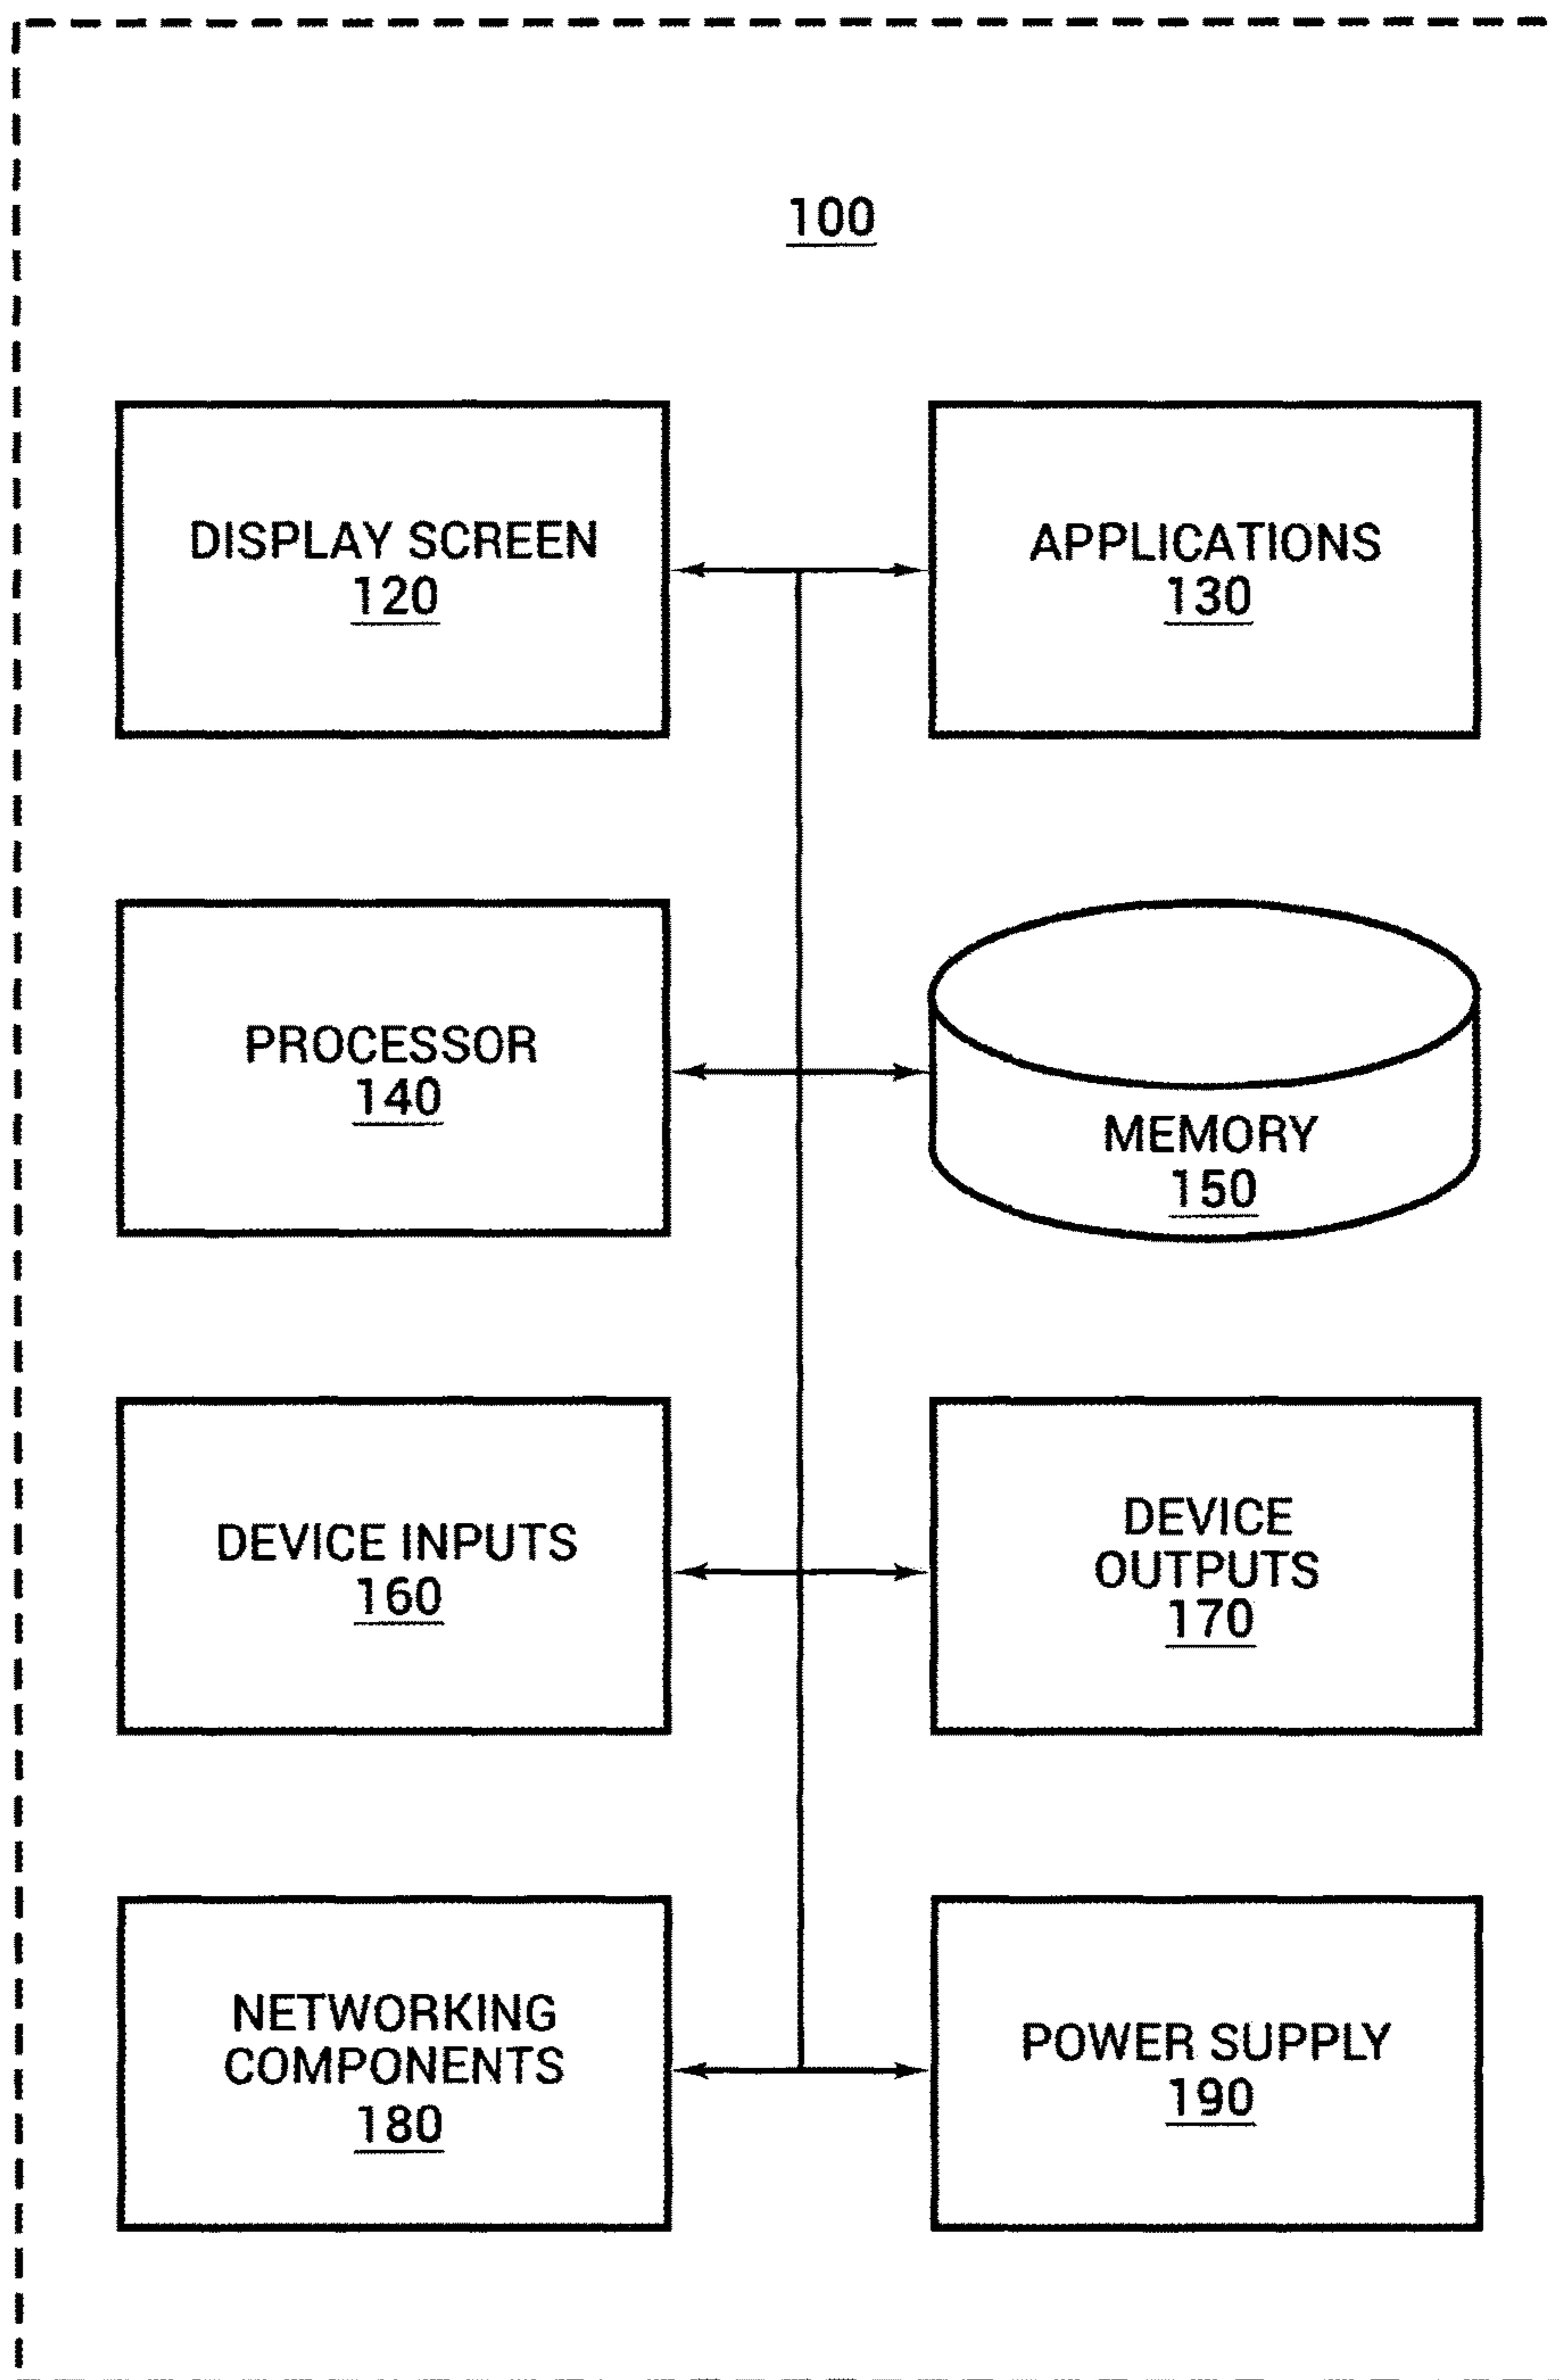 100
DISPLAY SCREEN
120
APPLICATIONS
130
PROCESSOR
140
MEMORY
150
DEVICE INPUTS
160
DEVICE
OUTPUTS
170
NETWORKING
COMPONENTS
180
POWER SUPPLY
190